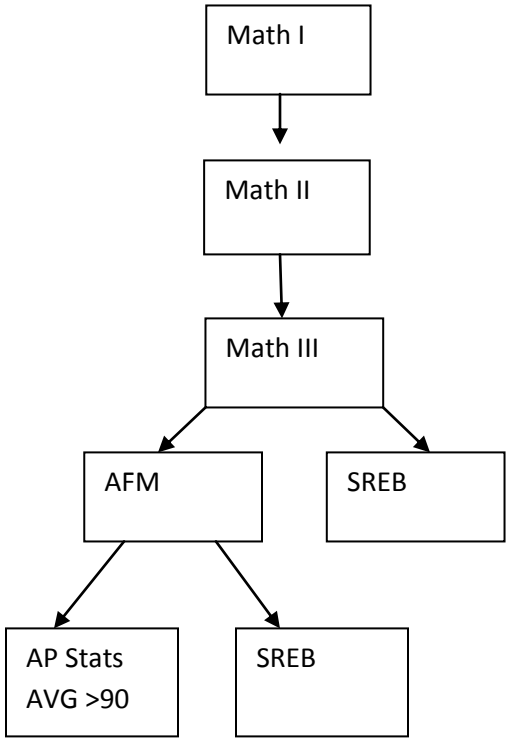 Math I
Math II
Math III
AFM
SREB
AP Stats
AVG >90
SREB